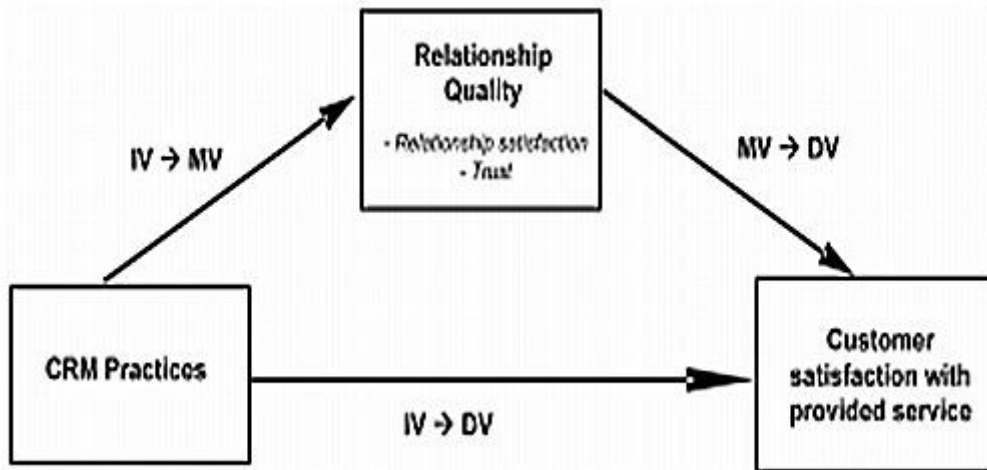 Relationship
Quality
- Relationship satisfaction
- Trust
IV → MV
MV → DV
CRM Practices
IV → DV
Customer
satisfaction with
provided service